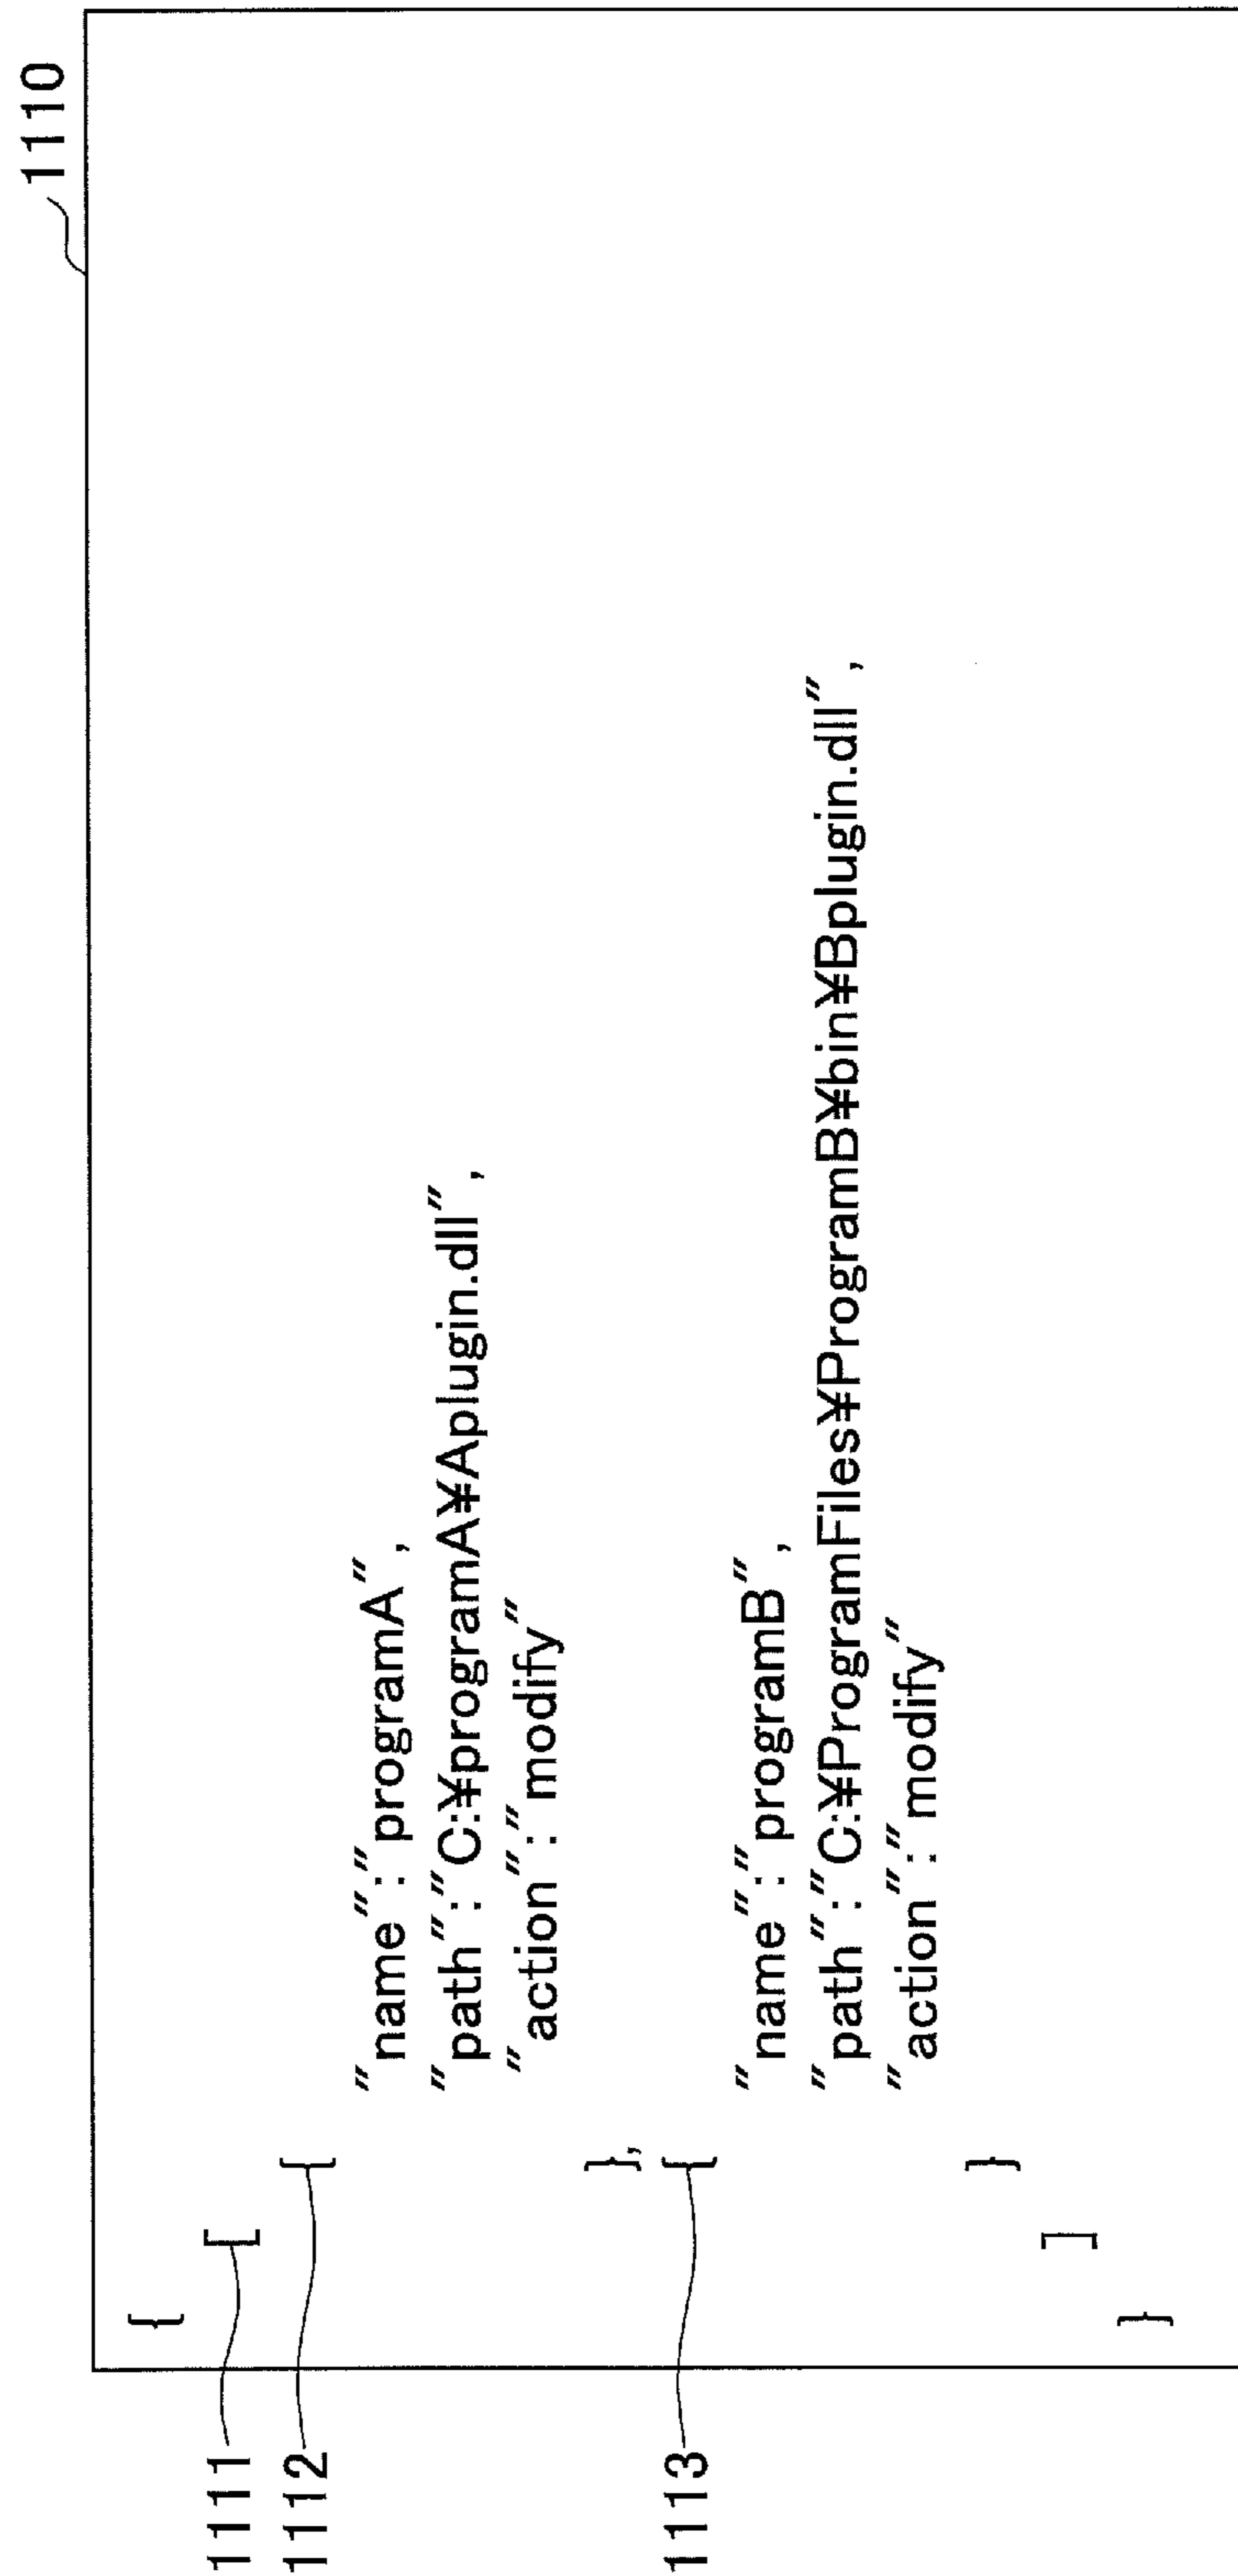 1110
{
1111 [
1112 {
"name":"programA",
"path":"C:¥programA¥Aplugin.dll",
"action":"modify"
},
1113 {
"name":"programB",
"path":"C:¥ProgramFiles¥ProgramB¥bin¥Bplugin.dll",
"action":"modify"
}
]
}